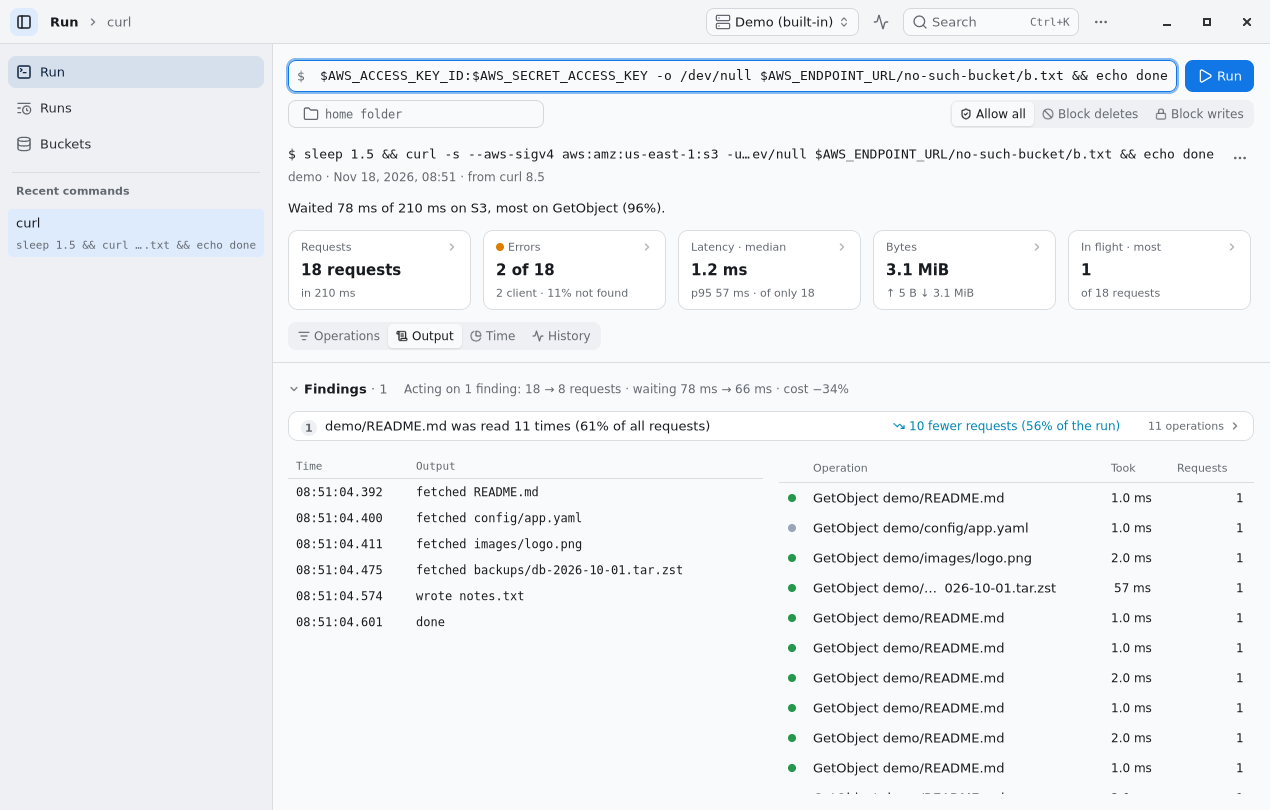 Run > curl
Demo (built-in)
Search Ctrl+K
Run
Runs
Buckets
Recent commands
curl
sleep 1.5 && curl ….txt && echo done
$ $AWS_ACCESS_KEY_ID:$AWS_SECRET_ACCESS_KEY -o /dev/null $AWS_ENDPOINT_URL/no-such-bucket/b.txt && echo done
Run
home folder
Allow all Block deletes Block writes
$ sleep 1.5 && curl -s --aws-sigv4 aws:amz:us-east-1:s3 -u…ev/null $AWS_ENDPOINT_URL/no-such-bucket/b.txt && echo done
demo · Nov 18, 2026, 08:51 · from curl 8.5
Waited 78 ms of 210 ms on S3, most on GetObject (96%).
Requests
18 requests
in 210 ms
Errors
2 of 18
2 client · 11% not found
Latency · median
1.2 ms
p95 57 ms · of only 18
Bytes
3.1 MiB
↑ 5 B ↓ 3.1 MiB
In flight · most
1
of 18 requests
Operations Output Time History
Findings · 1 Acting on 1 finding: 18 → 8 requests · waiting 78 ms → 66 ms · cost −34%
1 demo/README.md was read 11 times (61% of all requests) 10 fewer requests (56% of the run) 11 operations
Time Output
08:51:04.392 fetched README.md
08:51:04.400 fetched config/app.yaml
08:51:04.411 fetched images/logo.png
08:51:04.475 fetched backups/db-2026-10-01.tar.zst
08:51:04.574 wrote notes.txt
08:51:04.601 done
Operation Took Requests
GetObject demo/README.md 1.0 ms 1
GetObject demo/config/app.yaml 1.0 ms 1
GetObject demo/images/logo.png 2.0 ms 1
GetObject demo/… 026-10-01.tar.zst 57 ms 1
GetObject demo/README.md 1.0 ms 1
GetObject demo/README.md 1.0 ms 1
GetObject demo/README.md 2.0 ms 1
GetObject demo/README.md 1.0 ms 1
GetObject demo/README.md 2.0 ms 1
GetObject demo/README.md 1.0 ms 1